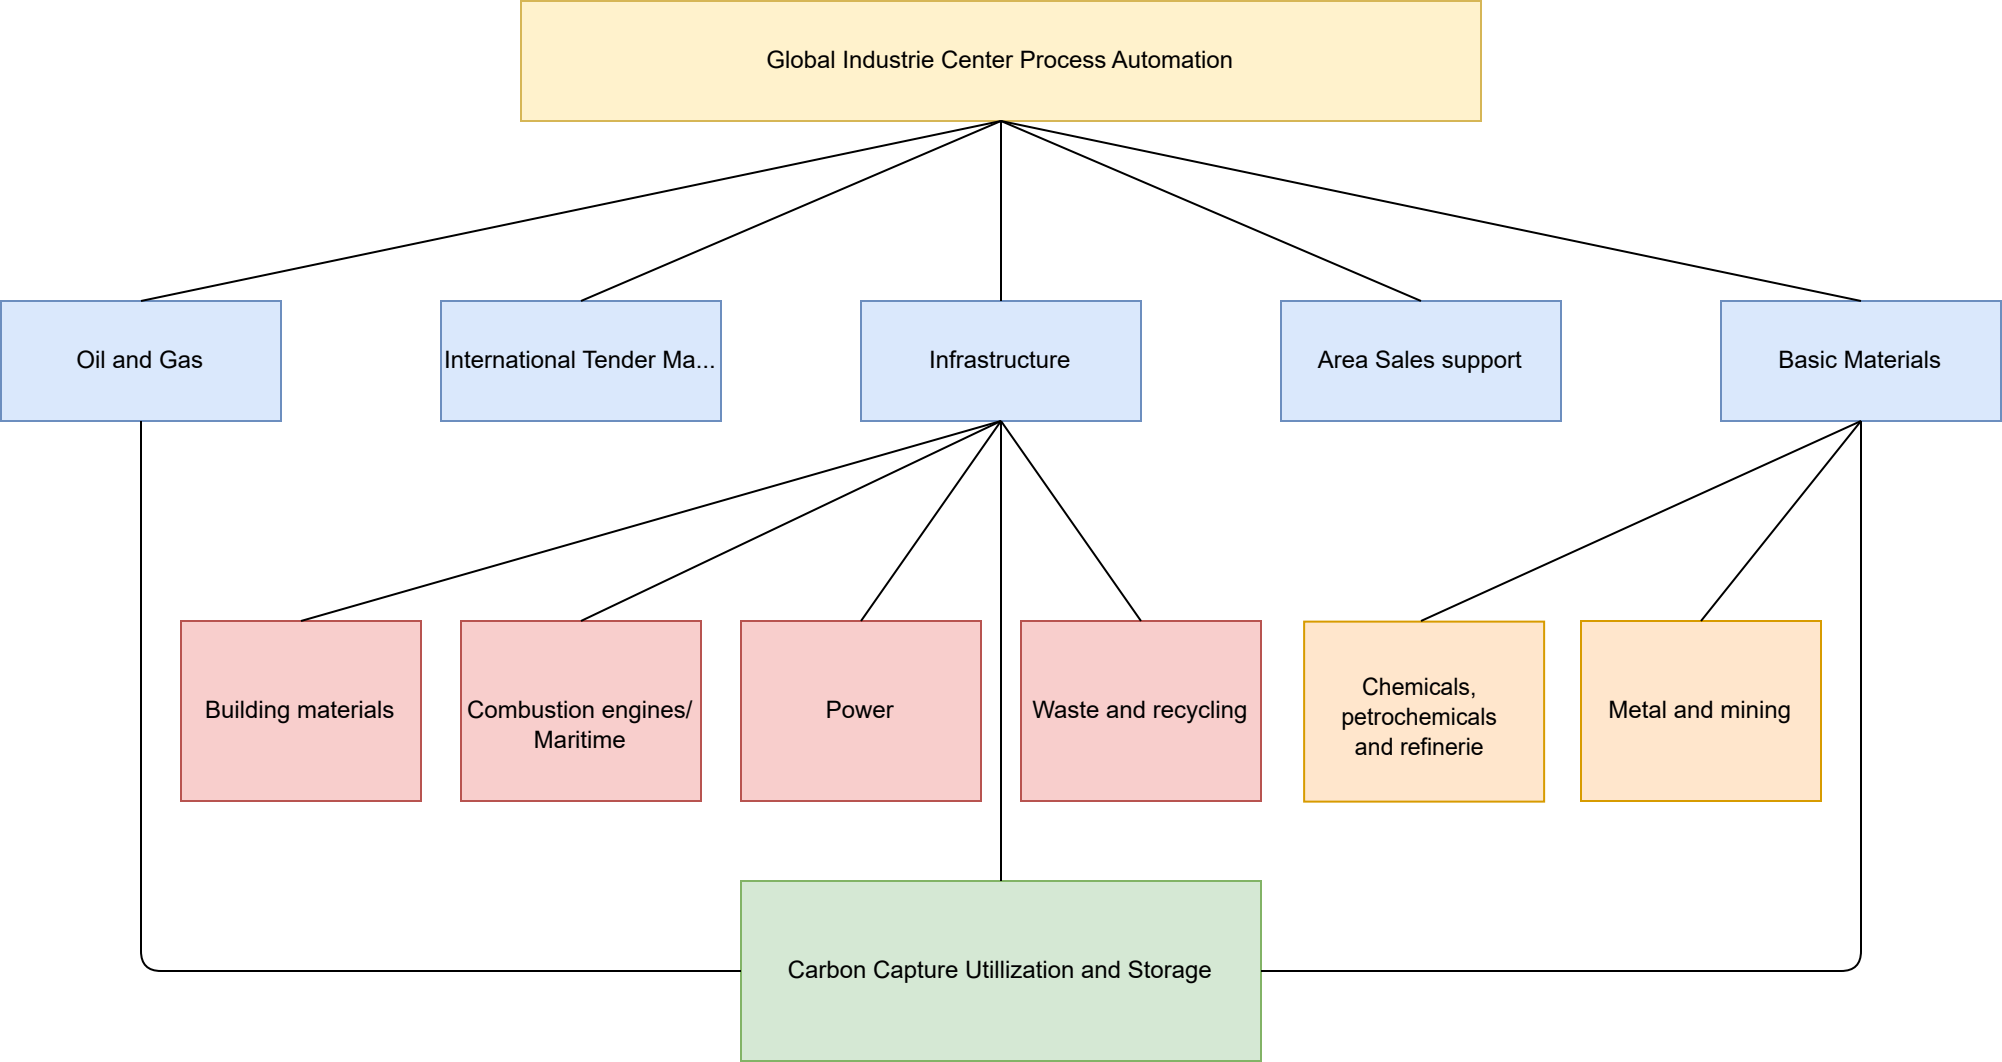 Global Industrie Center Process Automation
Oil and Gas
International Tender Ma...
Infrastructure
Area Sales support
Basic Materials
Building materials
Combustion engines/
Maritime
Power
Waste and recycling
Chemicals,
petrochemicals
and refinerie
Metal and mining
Carbon Capture Utillization and Storage